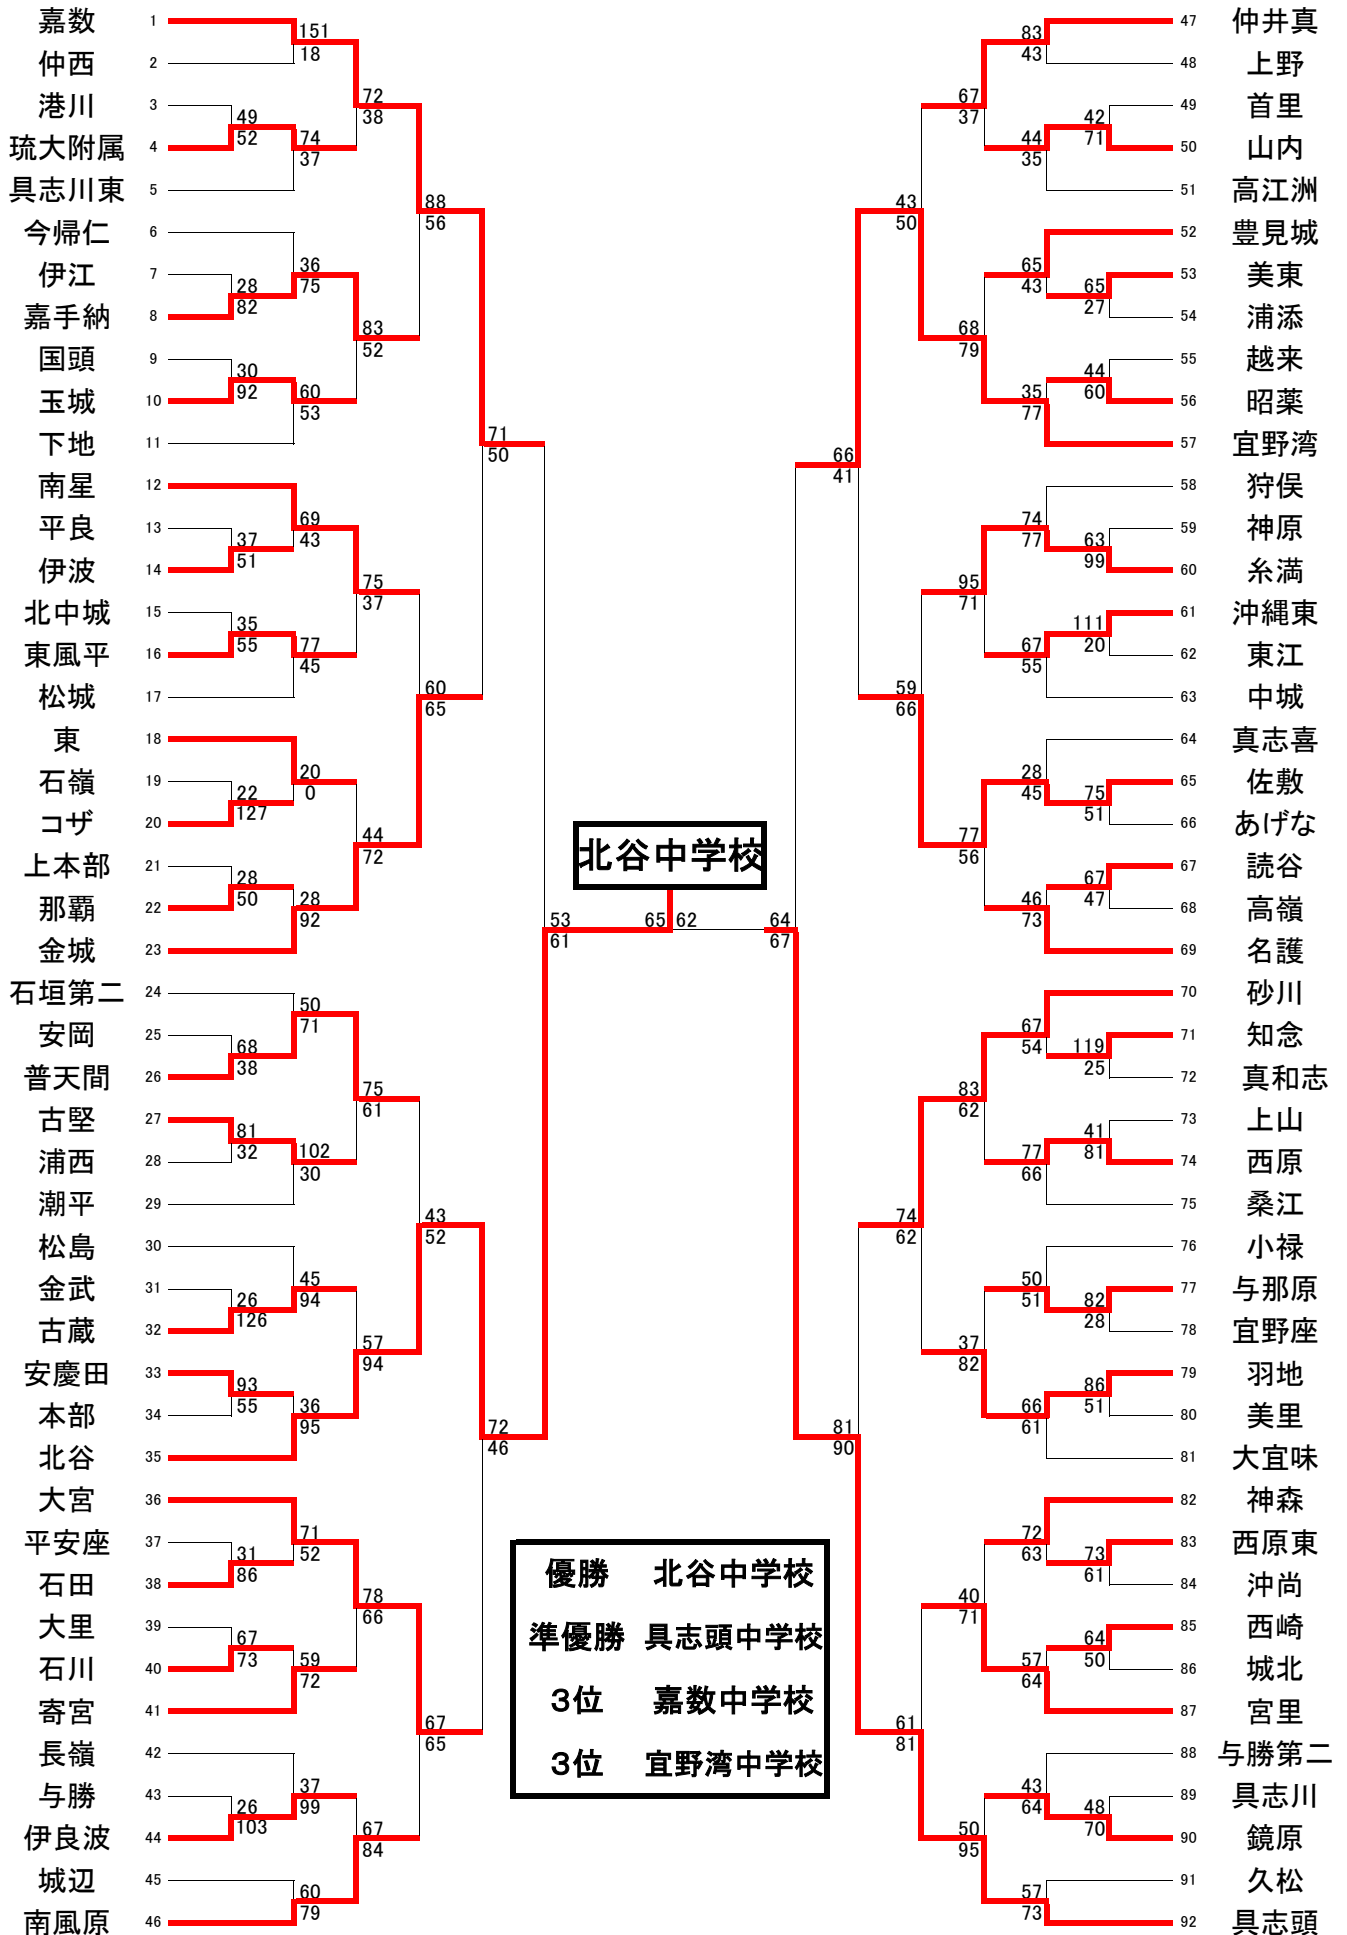 嘉数 1
仲西 2
港川 3
琉大附属 4
具志川東 5
今帰仁 6
伊江 7
嘉手納 8
国頭 9
玉城 10
下地 11
南星 12
平良 13
伊波 14
北中城 15
東風平 16
松城 17
東 18
石嶺 19
コザ 20
上本部 21
那覇 22
金城 23
石垣第二 24
安岡 25
普天間 26
古堅 27
浦西 28
潮平 29
松島 30
金武 31
古蔵 32
安慶田 33
本部 34
北谷 35
大宮 36
平安座 37
石田 38
大里 39
石川 40
寄宮 41
長嶺 42
与勝 43
伊良波 44
城辺 45
南風原 46
151
18
49
52
74
37
72
38
28
82
36
75
30
92
60
53
83
52
88
56
37
51
69
43
35
55
77
45
75
37
22
127
20
0
28
50
28
92
44
72
60
65
71
50
68
38
50
71
81
32
102
30
75
61
26
126
45
94
93
55
36
95
57
94
43
52
31
86
71
52
67
73
59
72
78
66
26
103
37
99
60
79
67
84
67
65
72
46
53
61
北谷中学校
65 62
64
67
優勝 北谷中学校
準優勝 具志頭中学校
3位 嘉数中学校
3位 宜野湾中学校
66
41
43
50
67
37
83
43
44
35
42
71
68
79
65
43
65
27
35
77
44
60
59
66
95
71
74
77
63
99
67
55
111
20
77
56
28
45
75
51
46
73
67
47
81
90
74
62
83
62
67
54
119
25
77
66
41
81
37
82
50
51
82
28
66
61
86
51
61
81
40
71
72
63
73
61
57
64
64
50
50
95
43
64
48
70
57
73
47 仲井真
48 上野
49 首里
50 山内
51 高江洲
52 豊見城
53 美東
54 浦添
55 越来
56 昭薬
57 宜野湾
58 狩俣
59 神原
60 糸満
61 沖縄東
62 東江
63 中城
64 真志喜
65 佐敷
66 あげな
67 読谷
68 高嶺
69 名護
70 砂川
71 知念
72 真和志
73 上山
74 西原
75 桑江
76 小禄
77 与那原
78 宜野座
79 羽地
80 美里
81 大宜味
82 神森
83 西原東
84 沖尚
85 西崎
86 城北
87 宮里
88 与勝第二
89 具志川
90 鏡原
91 久松
92 具志頭